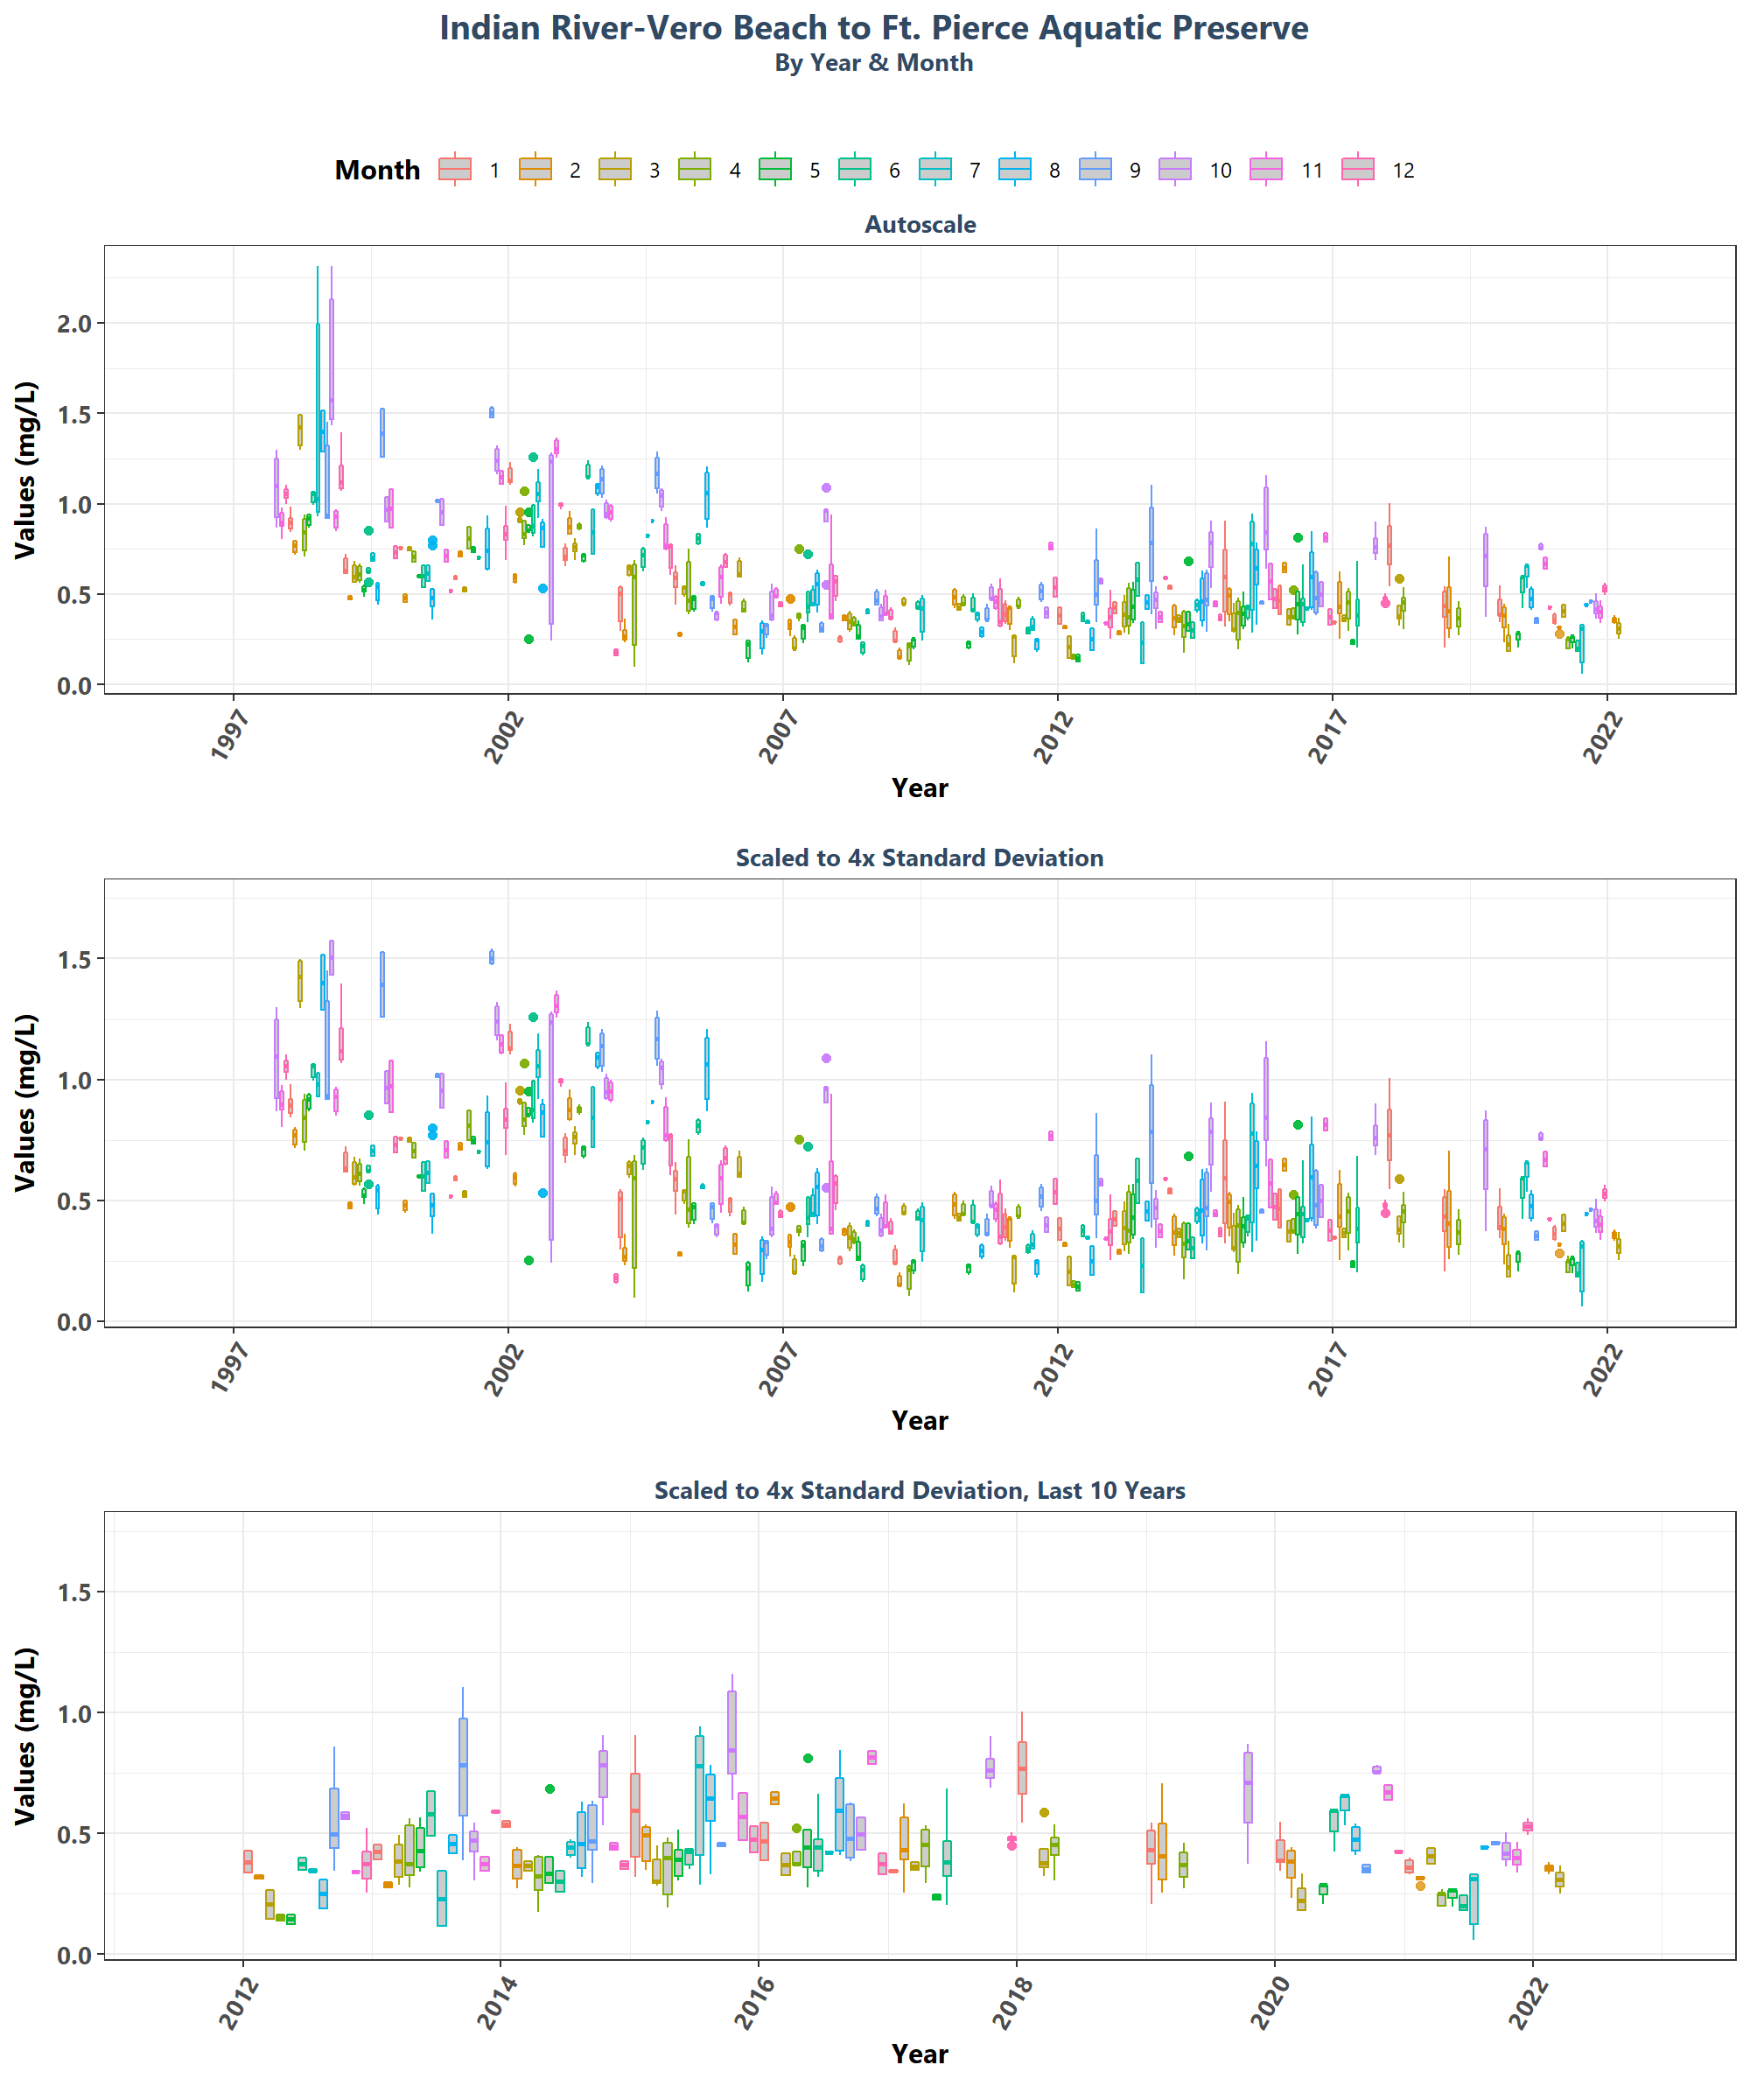 Indian River-Vero Beach to Ft. Pierce Aquatic Preserve
By Year & Month
Month 1 2 3 4 5 6 7 8 9 10 11 12
Autoscale
Values (mg/L)
2.0
1.5
1.0
0.5
0.0
1997 2002 2007 2012 2017 2022
Year
Scaled to 4x Standard Deviation
Values (mg/L)
1.5
1.0
0.5
0.0
1997 2002 2007 2012 2017 2022
Year
Scaled to 4x Standard Deviation, Last 10 Years
Values (mg/L)
1.5
1.0
0.5
0.0
2012 2014 2016 2018 2020 2022
Year